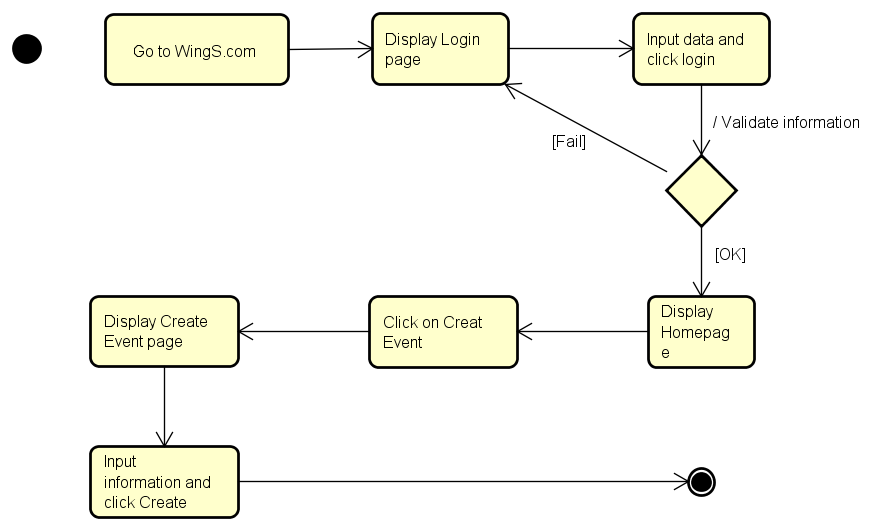 Go to WingS.com
Display Login
page
Input data and
click login
/ Validate information
[Fail]
[OK]
Display
Homepag
e
Click on Creat
Event
Display Create
Event page
Input
information and
click Create